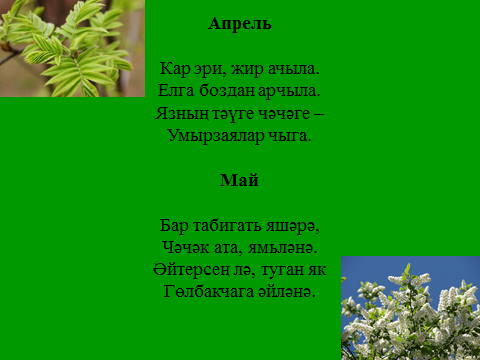 Апрель
Кар эри, җир ачыла.
Елга боздан арчыла.
Язның тәүге чәчәге –
Умырзаялар чыга.
Май
Бар табигать яшәрә,
Чәчәк ата, ямьләнә.
Әйтерсең лә, туган як
Гөлбакчага әйләнә.